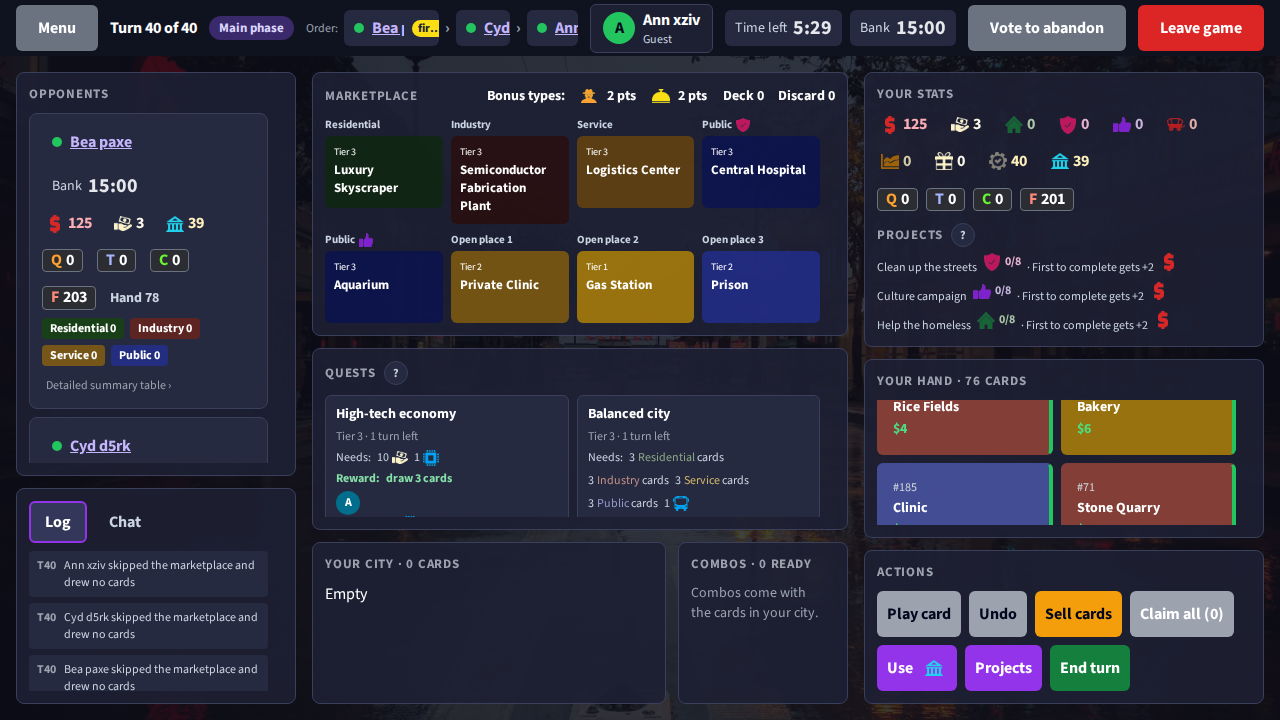 Menu
Turn 40 of 40
Main phase
Order:
Bea
fir..
›
Cyd
›
Ann
A
Ann xziv
Guest
Time left 5:29
Bank 15:00
Vote to abandon
Leave game
OPPONENTS
Bea paxe
Bank 15:00
125 3 39
Q 0 T 0 C 0
F 203 Hand 78
Residential 0 Industry 0
Service 0 Public 0
Detailed summary table ›
Cyd d5rk
Log Chat
T40 Ann xziv skipped the marketplace and
drew no cards
T40 Cyd d5rk skipped the marketplace and
drew no cards
T40 Bea paxe skipped the marketplace and
drew no cards
MARKETPLACE Bonus types: 2 pts 2 pts Deck 0 Discard 0
Residential Industry Service Public
Tier 3
Luxury
Skyscraper
Tier 3
Semiconductor
Fabrication
Plant
Tier 3
Logistics Center
Tier 3
Central Hospital
Public Open place 1 Open place 2 Open place 3
Tier 3
Aquarium
Tier 2
Private Clinic
Tier 1
Gas Station
Tier 2
Prison
QUESTS ?
High-tech economy
Tier 3 · 1 turn left
Needs: 10 1
Reward: draw 3 cards
A
Balanced city
Tier 3 · 1 turn left
Needs: 3 Residential cards
3 Industry cards 3 Service cards
3 Public cards 1
YOUR CITY · 0 CARDS
Empty
COMBOS · 0 READY
Combos come with
the cards in your city.
YOUR STATS
125 3 0 0 0 0
0 0 40 39
Q 0 T 0 C 0 F 201
PROJECTS ?
Clean up the streets 0/8 · First to complete gets +2
Culture campaign 0/8 · First to complete gets +2
Help the homeless 0/8 · First to complete gets +2
YOUR HAND · 76 CARDS
Rice Fields
$4
Bakery
$6
#185
Clinic
#71
Stone Quarry
ACTIONS
Play card Undo Sell cards Claim all (0)
Use Projects End turn